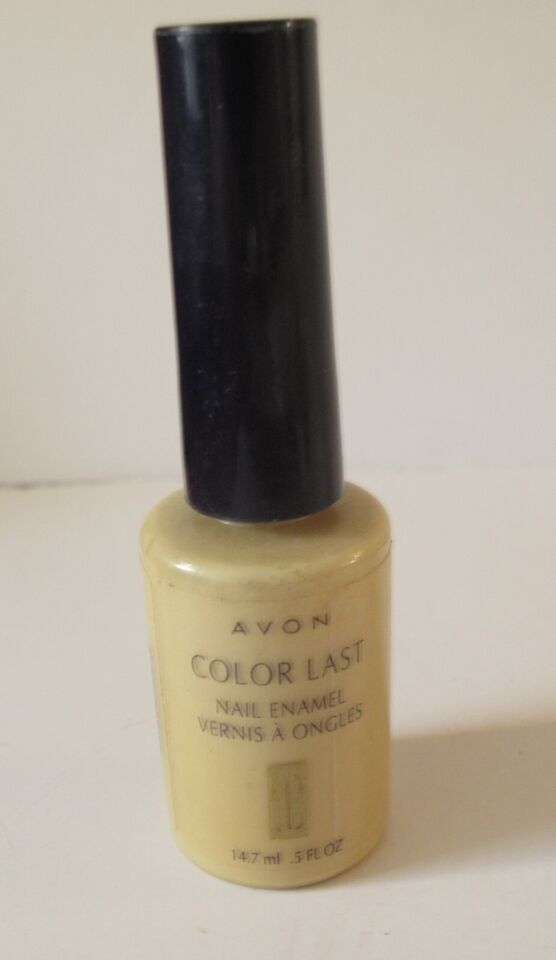 AVON
COLOR LAST
NAIL ENAMEL
VERNIS À ONGLES
14.7 ml .5 FL OZ